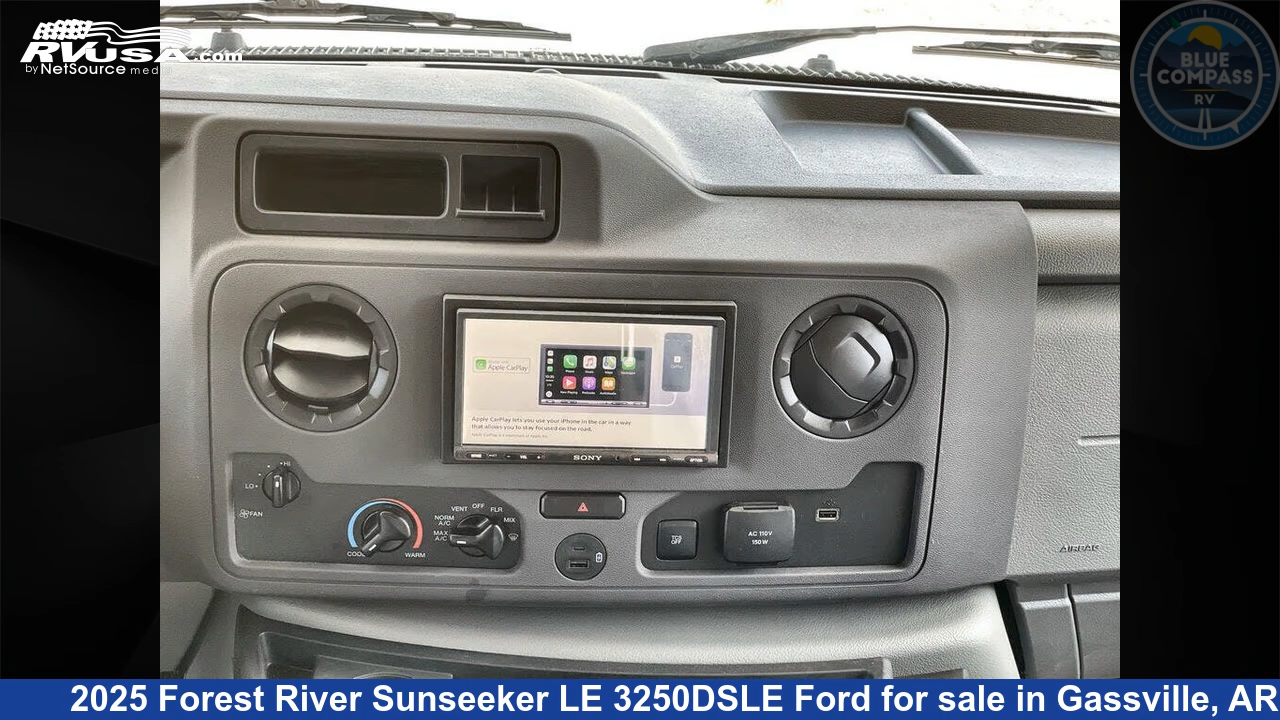 RVUSA.com
by NetSource media
BLUE
COMPASS
RV
Apple CarPlay
Apple CarPlay lets you use your iPhone in the car in a way
that allows you to stay focused on the road.
SONY
HI
LO
FAN
COOL
WARM
MAX
A/C
NORM
A/C
VENT
OFF
FLR
MIX
TCS
OFF
AC 110V
150W
AIRBAG
2025 Forest River Sunseeker LE 3250DSLE Ford for sale in Gassville, AR